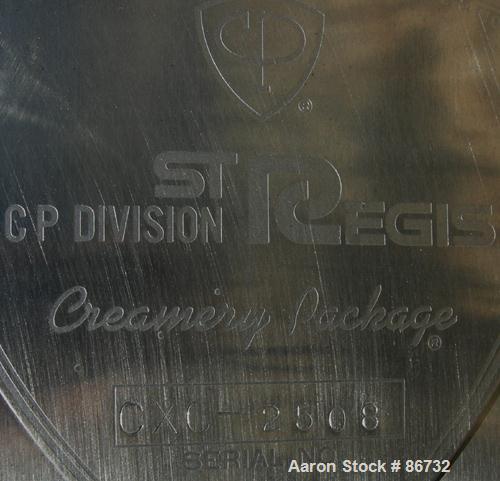 CP
®
ST REGIS
CP DIVISION
Creamery Package
®
CXC-2508
SERIAL NO
Aaron Stock # 86732